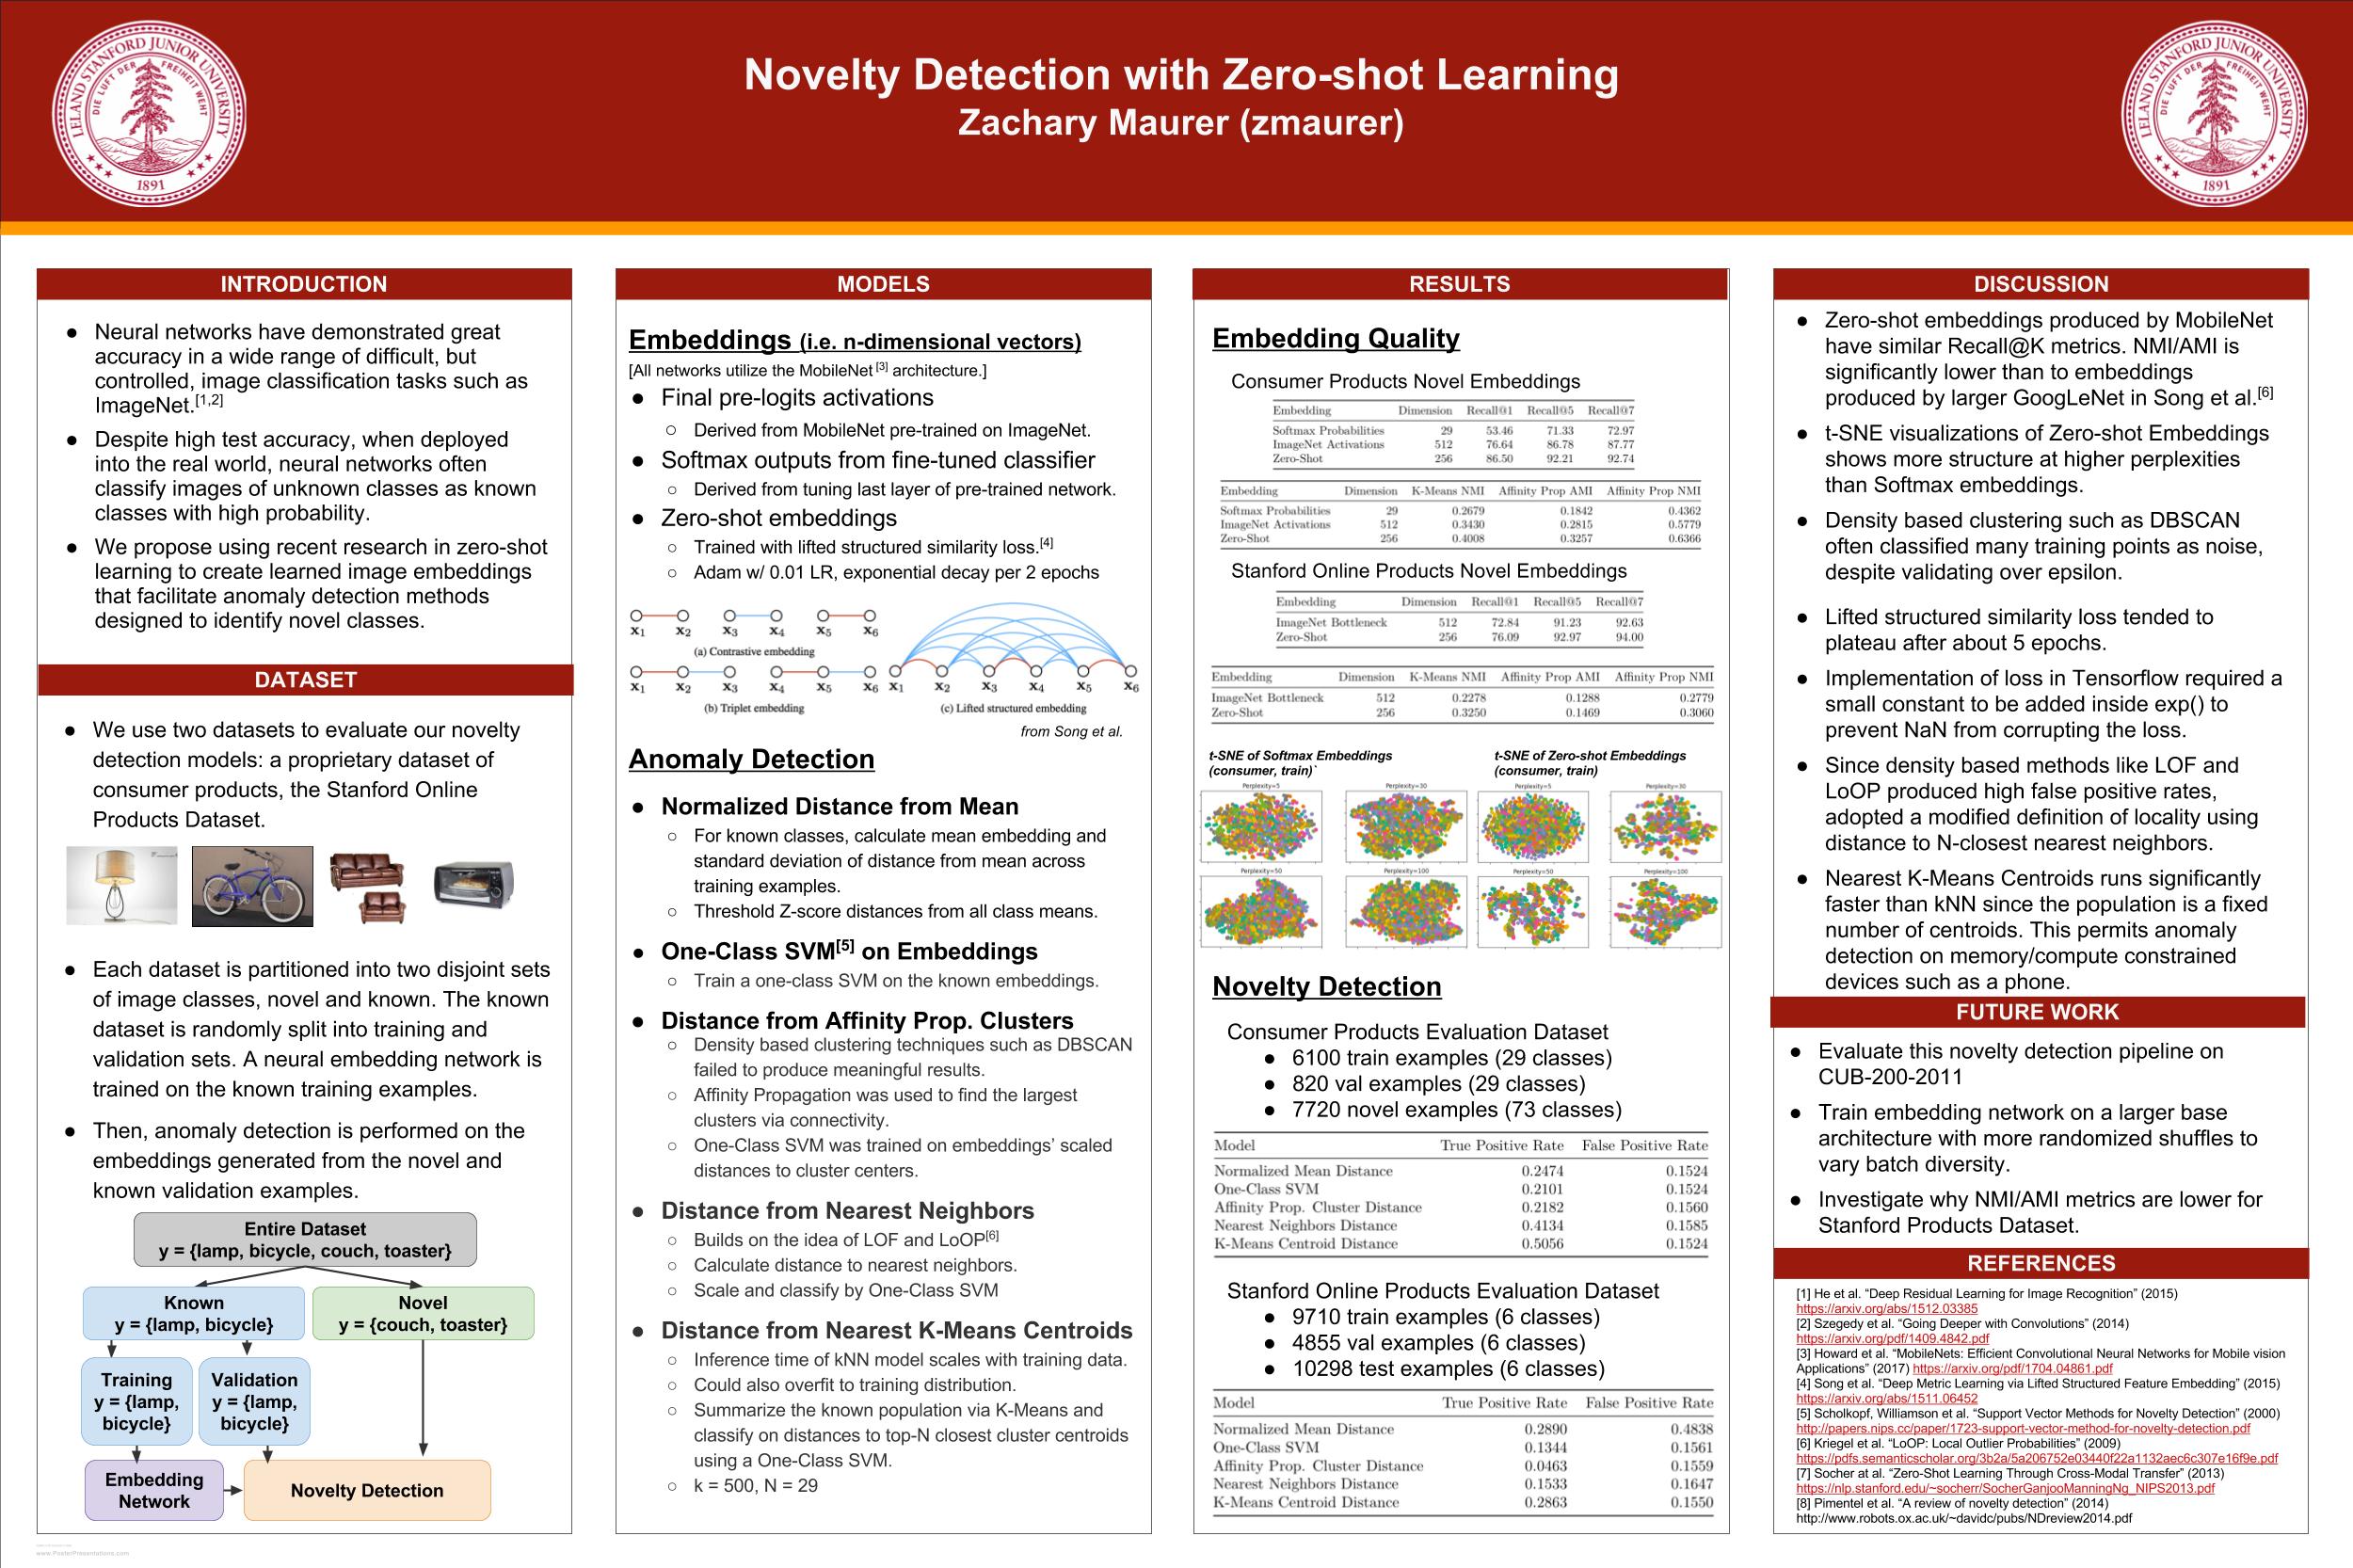 Novelty Detection with Zero-shot Learning
Zachary Maurer (zmaurer)
LELAND STANFORD JUNIOR UNIVERSITY
DIE LUFT DER FREIHEIT WEHT
1891
LELAND STANFORD JUNIOR UNIVERSITY
DIE LUFT DER FREIHEIT WEHT
1891
INTRODUCTION
● Neural networks have demonstrated great
accuracy in a wide range of difficult, but
controlled, image classification tasks such as
ImageNet.[1,2]
● Despite high test accuracy, when deployed
into the real world, neural networks often
classify images of unknown classes as known
classes with high probability.
● We propose using recent research in zero-shot
learning to create learned image embeddings
that facilitate anomaly detection methods
designed to identify novel classes.
DATASET
● We use two datasets to evaluate our novelty
detection models: a proprietary dataset of
consumer products, the Stanford Online
Products Dataset.
● Each dataset is partitioned into two disjoint sets
of image classes, novel and known. The known
dataset is randomly split into training and
validation sets. A neural embedding network is
trained on the known training examples.
● Then, anomaly detection is performed on the
embeddings generated from the novel and
known validation examples.
Entire Dataset
y = {lamp, bicycle, couch, toaster}
Known
y = {lamp, bicycle}
Novel
y = {couch, toaster}
Training
y = {lamp,
bicycle}
Validation
y = {lamp,
bicycle}
Embedding
Network
Novelty Detection
www.PosterPresentations.com
MODELS
Embeddings (i.e. n-dimensional vectors)
[All networks utilize the MobileNet [3] architecture.]
● Final pre-logits activations
○ Derived from MobileNet pre-trained on ImageNet.
● Softmax outputs from fine-tuned classifier
○ Derived from tuning last layer of pre-trained network.
● Zero-shot embeddings
○ Trained with lifted structured similarity loss.[4]
○ Adam w/ 0.01 LR, exponential decay per 2 epochs
x1 x2 x3 x4 x5 x6
(a) Contrastive embedding
x1 x2 x3 x4 x5 x6
(b) Triplet embedding
x1 x2 x3 x4 x5 x6
(c) Lifted structured embedding
from Song et al.
Anomaly Detection
● Normalized Distance from Mean
○ For known classes, calculate mean embedding and
standard deviation of distance from mean across
training examples.
○ Threshold Z-score distances from all class means.
● One-Class SVM[5] on Embeddings
○ Train a one-class SVM on the known embeddings.
● Distance from Affinity Prop. Clusters
○ Density based clustering techniques such as DBSCAN
failed to produce meaningful results.
○ Affinity Propagation was used to find the largest
clusters via connectivity.
○ One-Class SVM was trained on embeddings' scaled
distances to cluster centers.
● Distance from Nearest Neighbors
○ Builds on the idea of LOF and LoOP[6]
○ Calculate distance to nearest neighbors.
○ Scale and classify by One-Class SVM
● Distance from Nearest K-Means Centroids
○ Inference time of kNN model scales with training data.
○ Could also overfit to training distribution.
○ Summarize the known population via K-Means and
classify on distances to top-N closest cluster centroids
using a One-Class SVM.
○ k = 500, N = 29
RESULTS
Embedding Quality
Consumer Products Novel Embeddings
Embedding Dimension Recall@1 Recall@5 Recall@7
Softmax Probabilities 29 53.46 71.33 72.97
ImageNet Activations 512 76.64 86.78 87.77
Zero-Shot 256 86.50 92.21 92.74
Embedding Dimension K-Means NMI Affinity Prop AMI Affinity Prop NMI
Softmax Probabilities 29 0.2679 0.1842 0.4362
ImageNet Activations 512 0.3430 0.2815 0.5779
Zero-Shot 256 0.4008 0.3257 0.6366
Stanford Online Products Novel Embeddings
Embedding Dimension Recall@1 Recall@5 Recall@7
ImageNet Bottleneck 512 72.84 91.23 92.63
Zero-Shot 256 76.09 92.97 94.00
Embedding Dimension K-Means NMI Affinity Prop AMI Affinity Prop NMI
ImageNet Bottleneck 512 0.2278 0.1288 0.2779
Zero-Shot 256 0.3250 0.1469 0.3060
t-SNE of Softmax Embeddings
(consumer, train)`
t-SNE of Zero-shot Embeddings
(consumer, train)
Perplexity=5 Perplexity=30 Perplexity=5 Perplexity=30
Perplexity=50 Perplexity=100 Perplexity=50 Perplexity=100
Novelty Detection
Consumer Products Evaluation Dataset
● 6100 train examples (29 classes)
● 820 val examples (29 classes)
● 7720 novel examples (73 classes)
Model True Positive Rate False Positive Rate
Normalized Mean Distance 0.2474 0.1524
One-Class SVM 0.2101 0.1524
Affinity Prop. Cluster Distance 0.2182 0.1560
Nearest Neighbors Distance 0.4134 0.1585
K-Means Centroid Distance 0.5056 0.1524
Stanford Online Products Evaluation Dataset
● 9710 train examples (6 classes)
● 4855 val examples (6 classes)
● 10298 test examples (6 classes)
Model True Positive Rate False Positive Rate
Normalized Mean Distance 0.2890 0.4838
One-Class SVM 0.1344 0.1561
Affinity Prop. Cluster Distance 0.0463 0.1559
Nearest Neighbors Distance 0.1533 0.1647
K-Means Centroid Distance 0.2863 0.1550
DISCUSSION
● Zero-shot embeddings produced by MobileNet
have similar Recall@K metrics. NMI/AMI is
significantly lower than to embeddings
produced by larger GoogLeNet in Song et al.[6]
● t-SNE visualizations of Zero-shot Embeddings
shows more structure at higher perplexities
than Softmax embeddings.
● Density based clustering such as DBSCAN
often classified many training points as noise,
despite validating over epsilon.
● Lifted structured similarity loss tended to
plateau after about 5 epochs.
● Implementation of loss in Tensorflow required a
small constant to be added inside exp() to
prevent NaN from corrupting the loss.
● Since density based methods like LOF and
LoOP produced high false positive rates,
adopted a modified definition of locality using
distance to N-closest nearest neighbors.
● Nearest K-Means Centroids runs significantly
faster than kNN since the population is a fixed
number of centroids. This permits anomaly
detection on memory/compute constrained
devices such as a phone.
FUTURE WORK
● Evaluate this novelty detection pipeline on
CUB-200-2011
● Train embedding network on a larger base
architecture with more randomized shuffles to
vary batch diversity.
● Investigate why NMI/AMI metrics are lower for
Stanford Products Dataset.
REFERENCES
[1] He et al. “Deep Residual Learning for Image Recognition” (2015)
https://arxiv.org/abs/1512.03385
[2] Szegedy et al. “Going Deeper with Convolutions” (2014)
https://arxiv.org/pdf/1409.4842.pdf
[3] Howard et al. “MobileNets: Efficient Convolutional Neural Networks for Mobile vision
Applications” (2017) https://arxiv.org/pdf/1704.04861.pdf
[4] Song et al. “Deep Metric Learning via Lifted Structured Feature Embedding” (2015)
https://arxiv.org/abs/1511.06452
[5] Scholkopf, Williamson et al. “Support Vector Methods for Novelty Detection” (2000)
http://papers.nips.cc/paper/1723-support-vector-method-for-novelty-detection.pdf
[6] Kriegel et al. “LoOP: Local Outlier Probabilities” (2009)
https://pdfs.semanticscholar.org/3b2a/5a206752e03440f22a1132aec6c307e16f9e.pdf
[7] Socher at al. “Zero-Shot Learning Through Cross-Modal Transfer” (2013)
https://nlp.stanford.edu/~socherr/SocherGanjooManningNg_NIPS2013.pdf
[8] Pimentel et al. “A review of novelty detection” (2014)
http://www.robots.ox.ac.uk/~davidc/pubs/NDreview2014.pdf